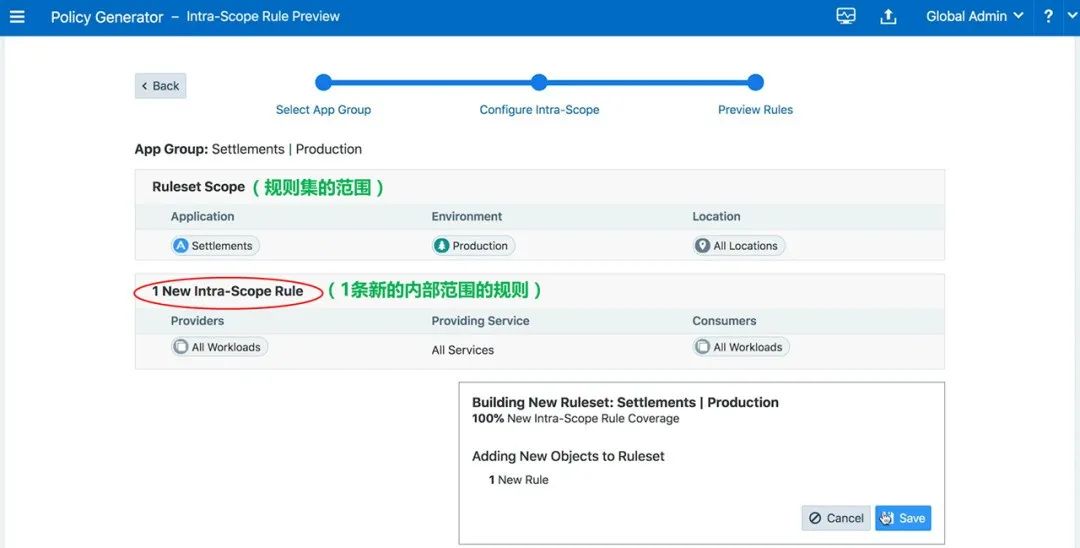 Policy Generator – Intra-Scope Rule Preview
Global Admin
?
Back
Select App Group
Configure Intra-Scope
Preview Rules
App Group: Settlements | Production
Ruleset Scope（规则集的范围）
Application Environment Location
Settlements Production All Locations
1 New Intra-Scope Rule（1条新的内部范围的规则）
Providers Providing Service Consumers
All Workloads All Services All Workloads
Building New Ruleset: Settlements | Production
100% New Intra-Scope Rule Coverage
Adding New Objects to Ruleset
1 New Rule
Cancel Save